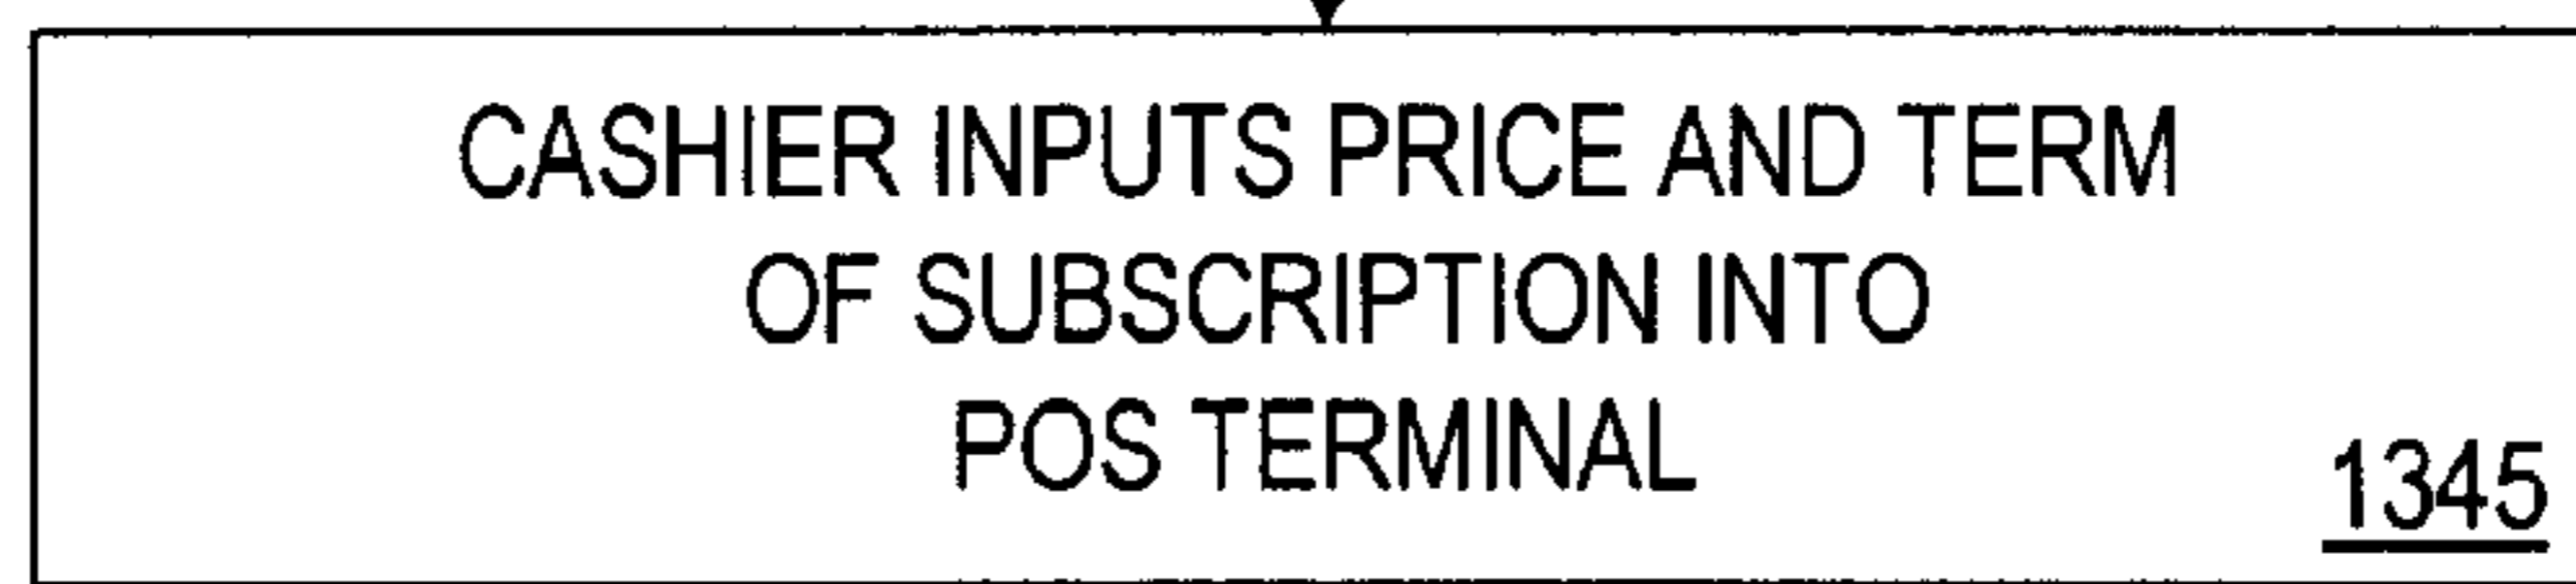 CASHIER INPUTS PRICE AND TERM
OF SUBSCRIPTION INTO
POS TERMINAL
1345